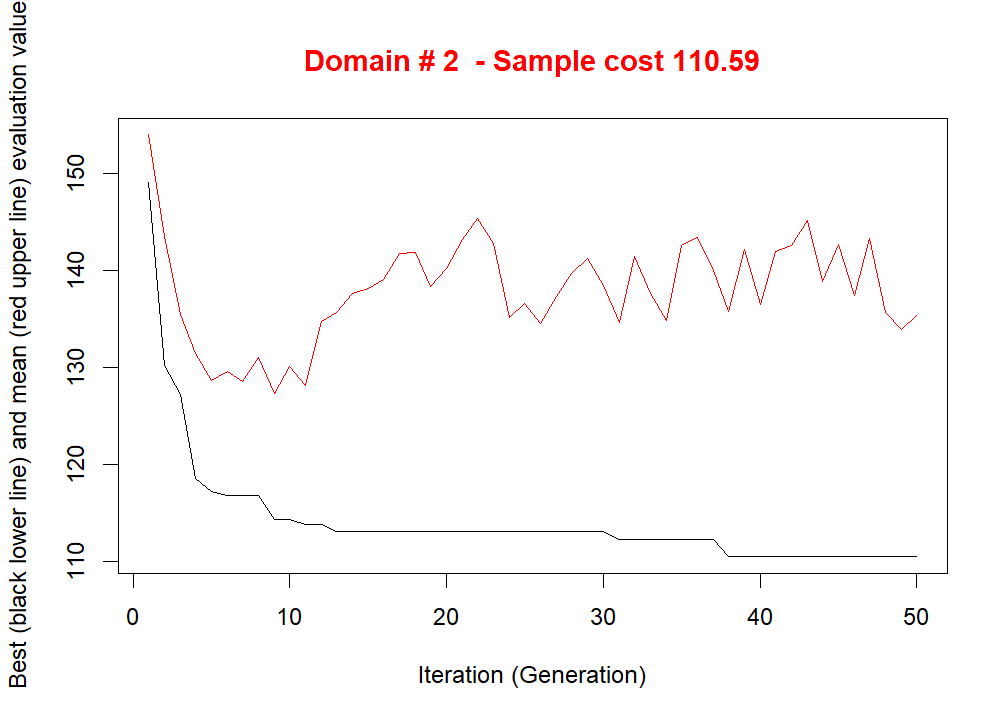 Domain # 2  - Sample cost 110.59
Best (black lower line) and mean (red upper line) evaluation value
150
140
130
120
110
0 10 20 30 40 50
Iteration (Generation)